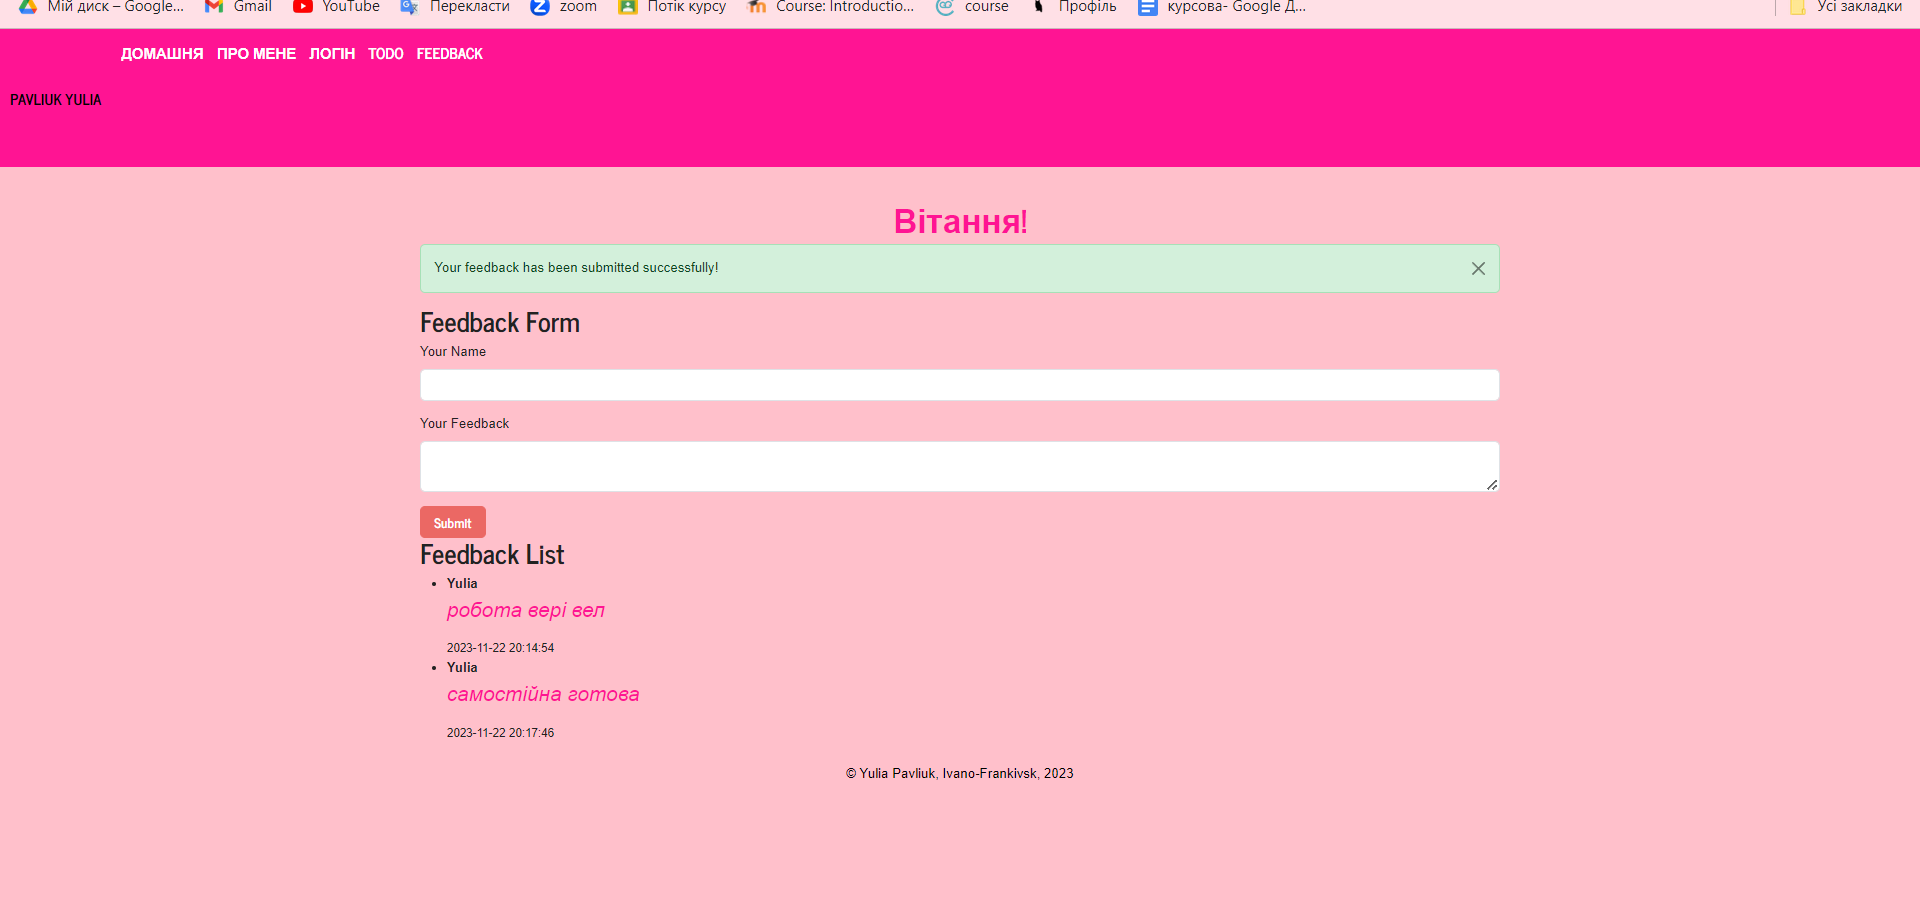 Мій диск – Google...
Gmail
YouTube
Перекласти
zoom
Потік курсу
Course: Introductio...
course
Профіль
курсова- Google Д...
Усі закладки
ДОМАШНЯ ПРО МЕНЕ ЛОГІН TODO FEEDBACK
PAVLIUK YULIA
Вітання!
Your feedback has been submitted successfully!
Feedback Form
Your Name
Your Feedback
Submit
Feedback List
Yulia
робота вері вел
2023-11-22 20:14:54
Yulia
самостійна готова
2023-11-22 20:17:46
© Yulia Pavliuk, Ivano-Frankivsk, 2023